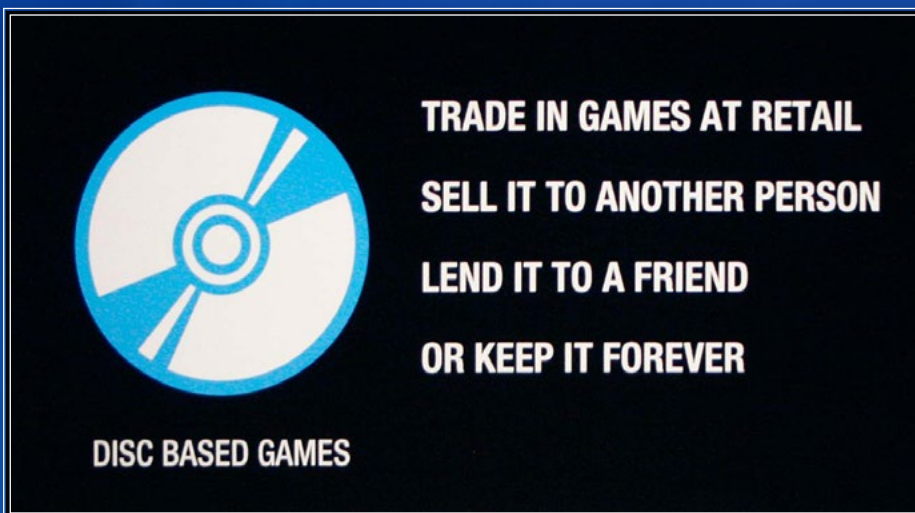 TRADE IN GAMES AT RETAIL
SELL IT TO ANOTHER PERSON
LEND IT TO A FRIEND
OR KEEP IT FOREVER
DISC BASED GAMES